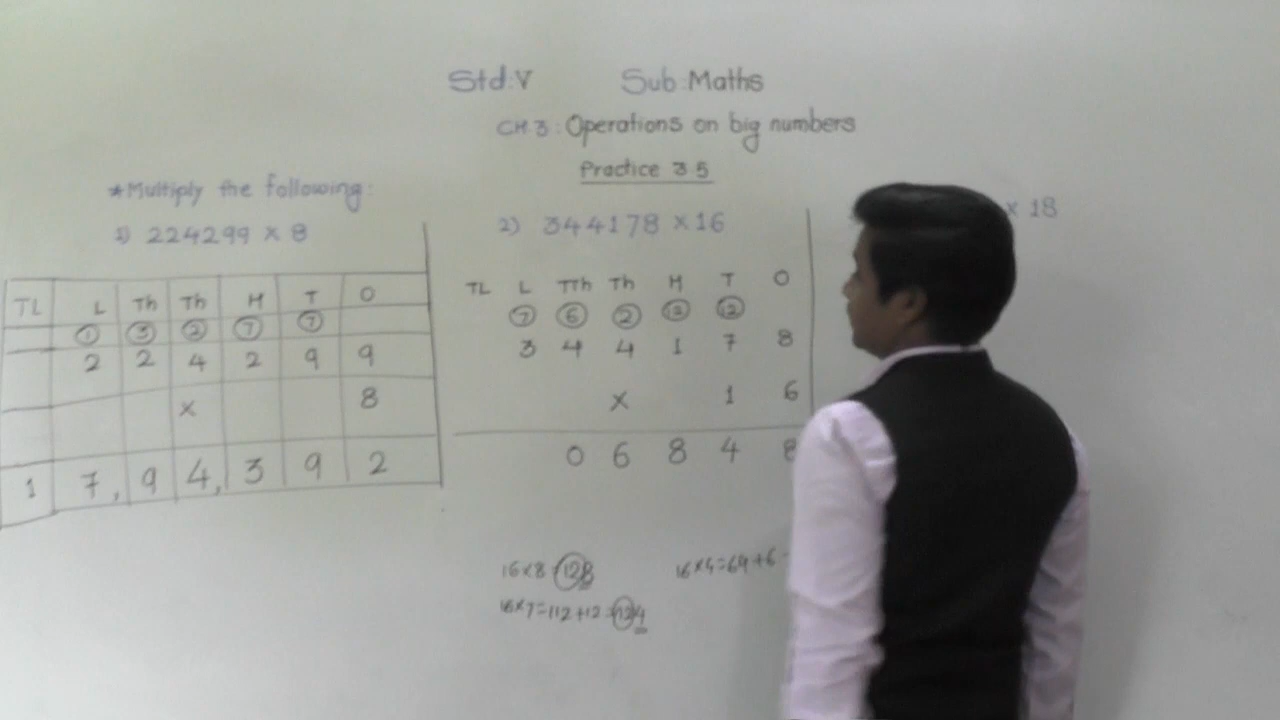 Std:V Sub:Maths
CH 3: Operations on big numbers
Practice 3.5
*Multiply the following:
1) 224299 × 8
TL L Th Th H T O
1 3 2 7 7
2 2 4 2 9 9
× 8
1 7, 9 4, 3 9 2
2) 344178 × 16
TL L TTh Th H T O
7 6 2 12 12
3 4 4 1 7 8
× 1 6
0 6 8 4 8
16×8=128
16×7=112+12=124
16×4=64+6
× 18